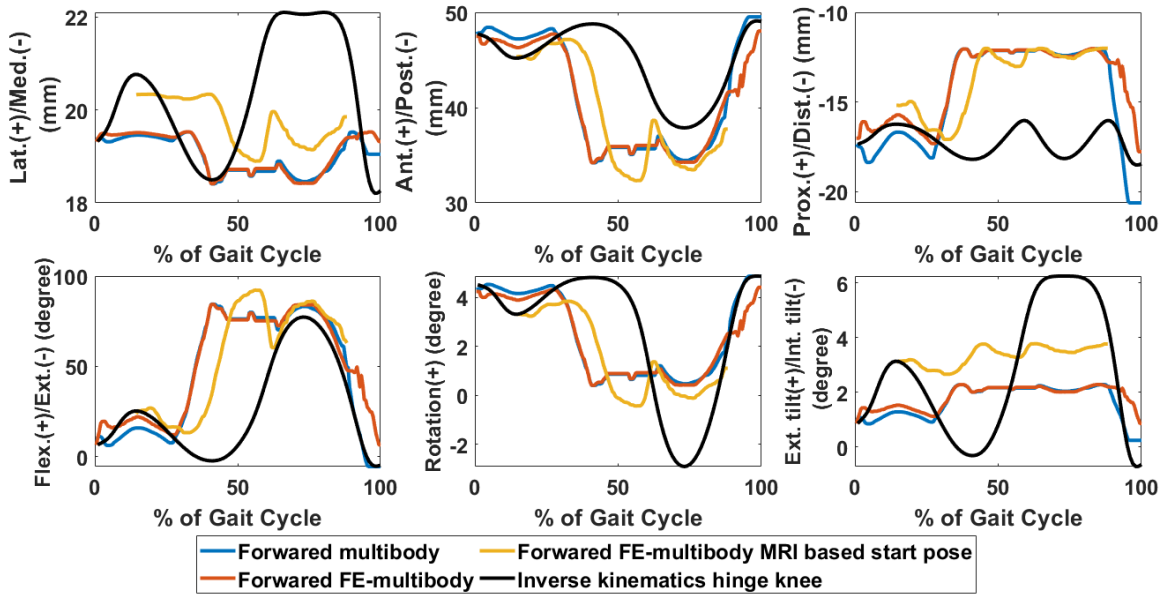 22
20
18
Lat.(+)/Med.(-)
(mm)
0
50
100
% of Gait Cycle
50
40
30
Ant.(+)/Post.(-)
(mm)
0
50
100
% of Gait Cycle
-10
-15
-20
Prox.(+)/Dist.(-) (mm)
0
50
100
% of Gait Cycle
100
50
0
Flex.(+)/Ext.(-) (degree)
0
50
100
% of Gait Cycle
4
2
0
-2
Rotation(+) (degree)
0
50
100
% of Gait Cycle
6
4
2
0
Ext. tilt(+)/Int. tilt(-)
(degree)
0
50
100
% of Gait Cycle
Forwared multibody
Forwared FE-multibody
Forwared FE-multibody MRI based start pose
Inverse kinematics hinge knee